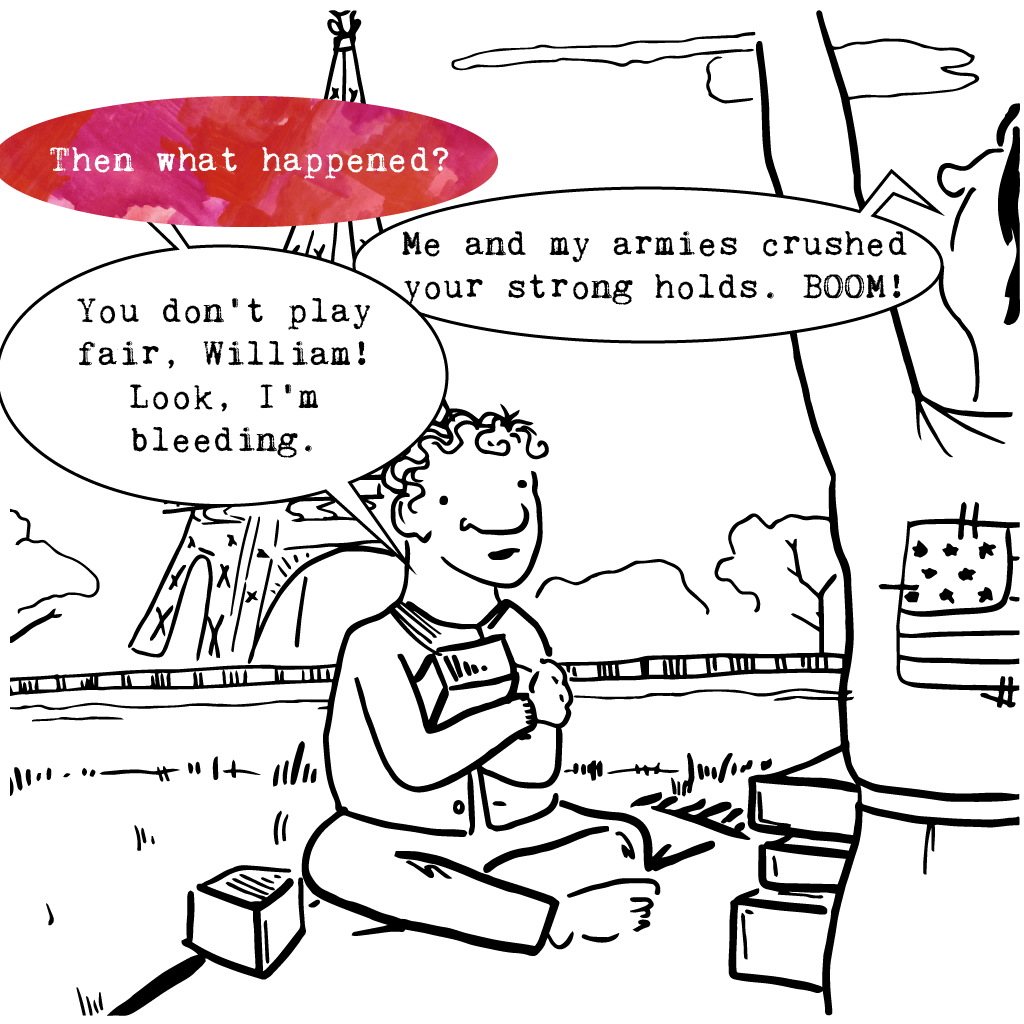 Then what happened?
Me and my armies crushed
your strong holds. BOOM!
You don't play
fair, William!
Look, I'm
bleeding.